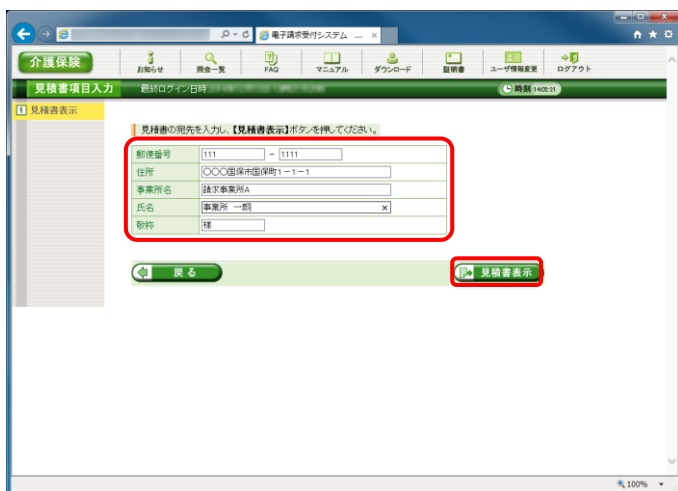 電子請求受付システム ...
介護保険
お知らせ 照会一覧 FAQ マニュアル ダウンロード 証明書 ユーザ情報変更 ログアウト
見積書項目入力 最終ログイン日時 時刻 14:02:21
1 見積書表示
見積書の宛先を入力し、【見積書表示】ボタンを押してください。
郵便番号 111 - 1111
住所 〇〇〇国保市国保町1-1-1
事業所名 請求事業所A
氏名 事業所 一郎
敬称 様
戻る 見積書表示
100%